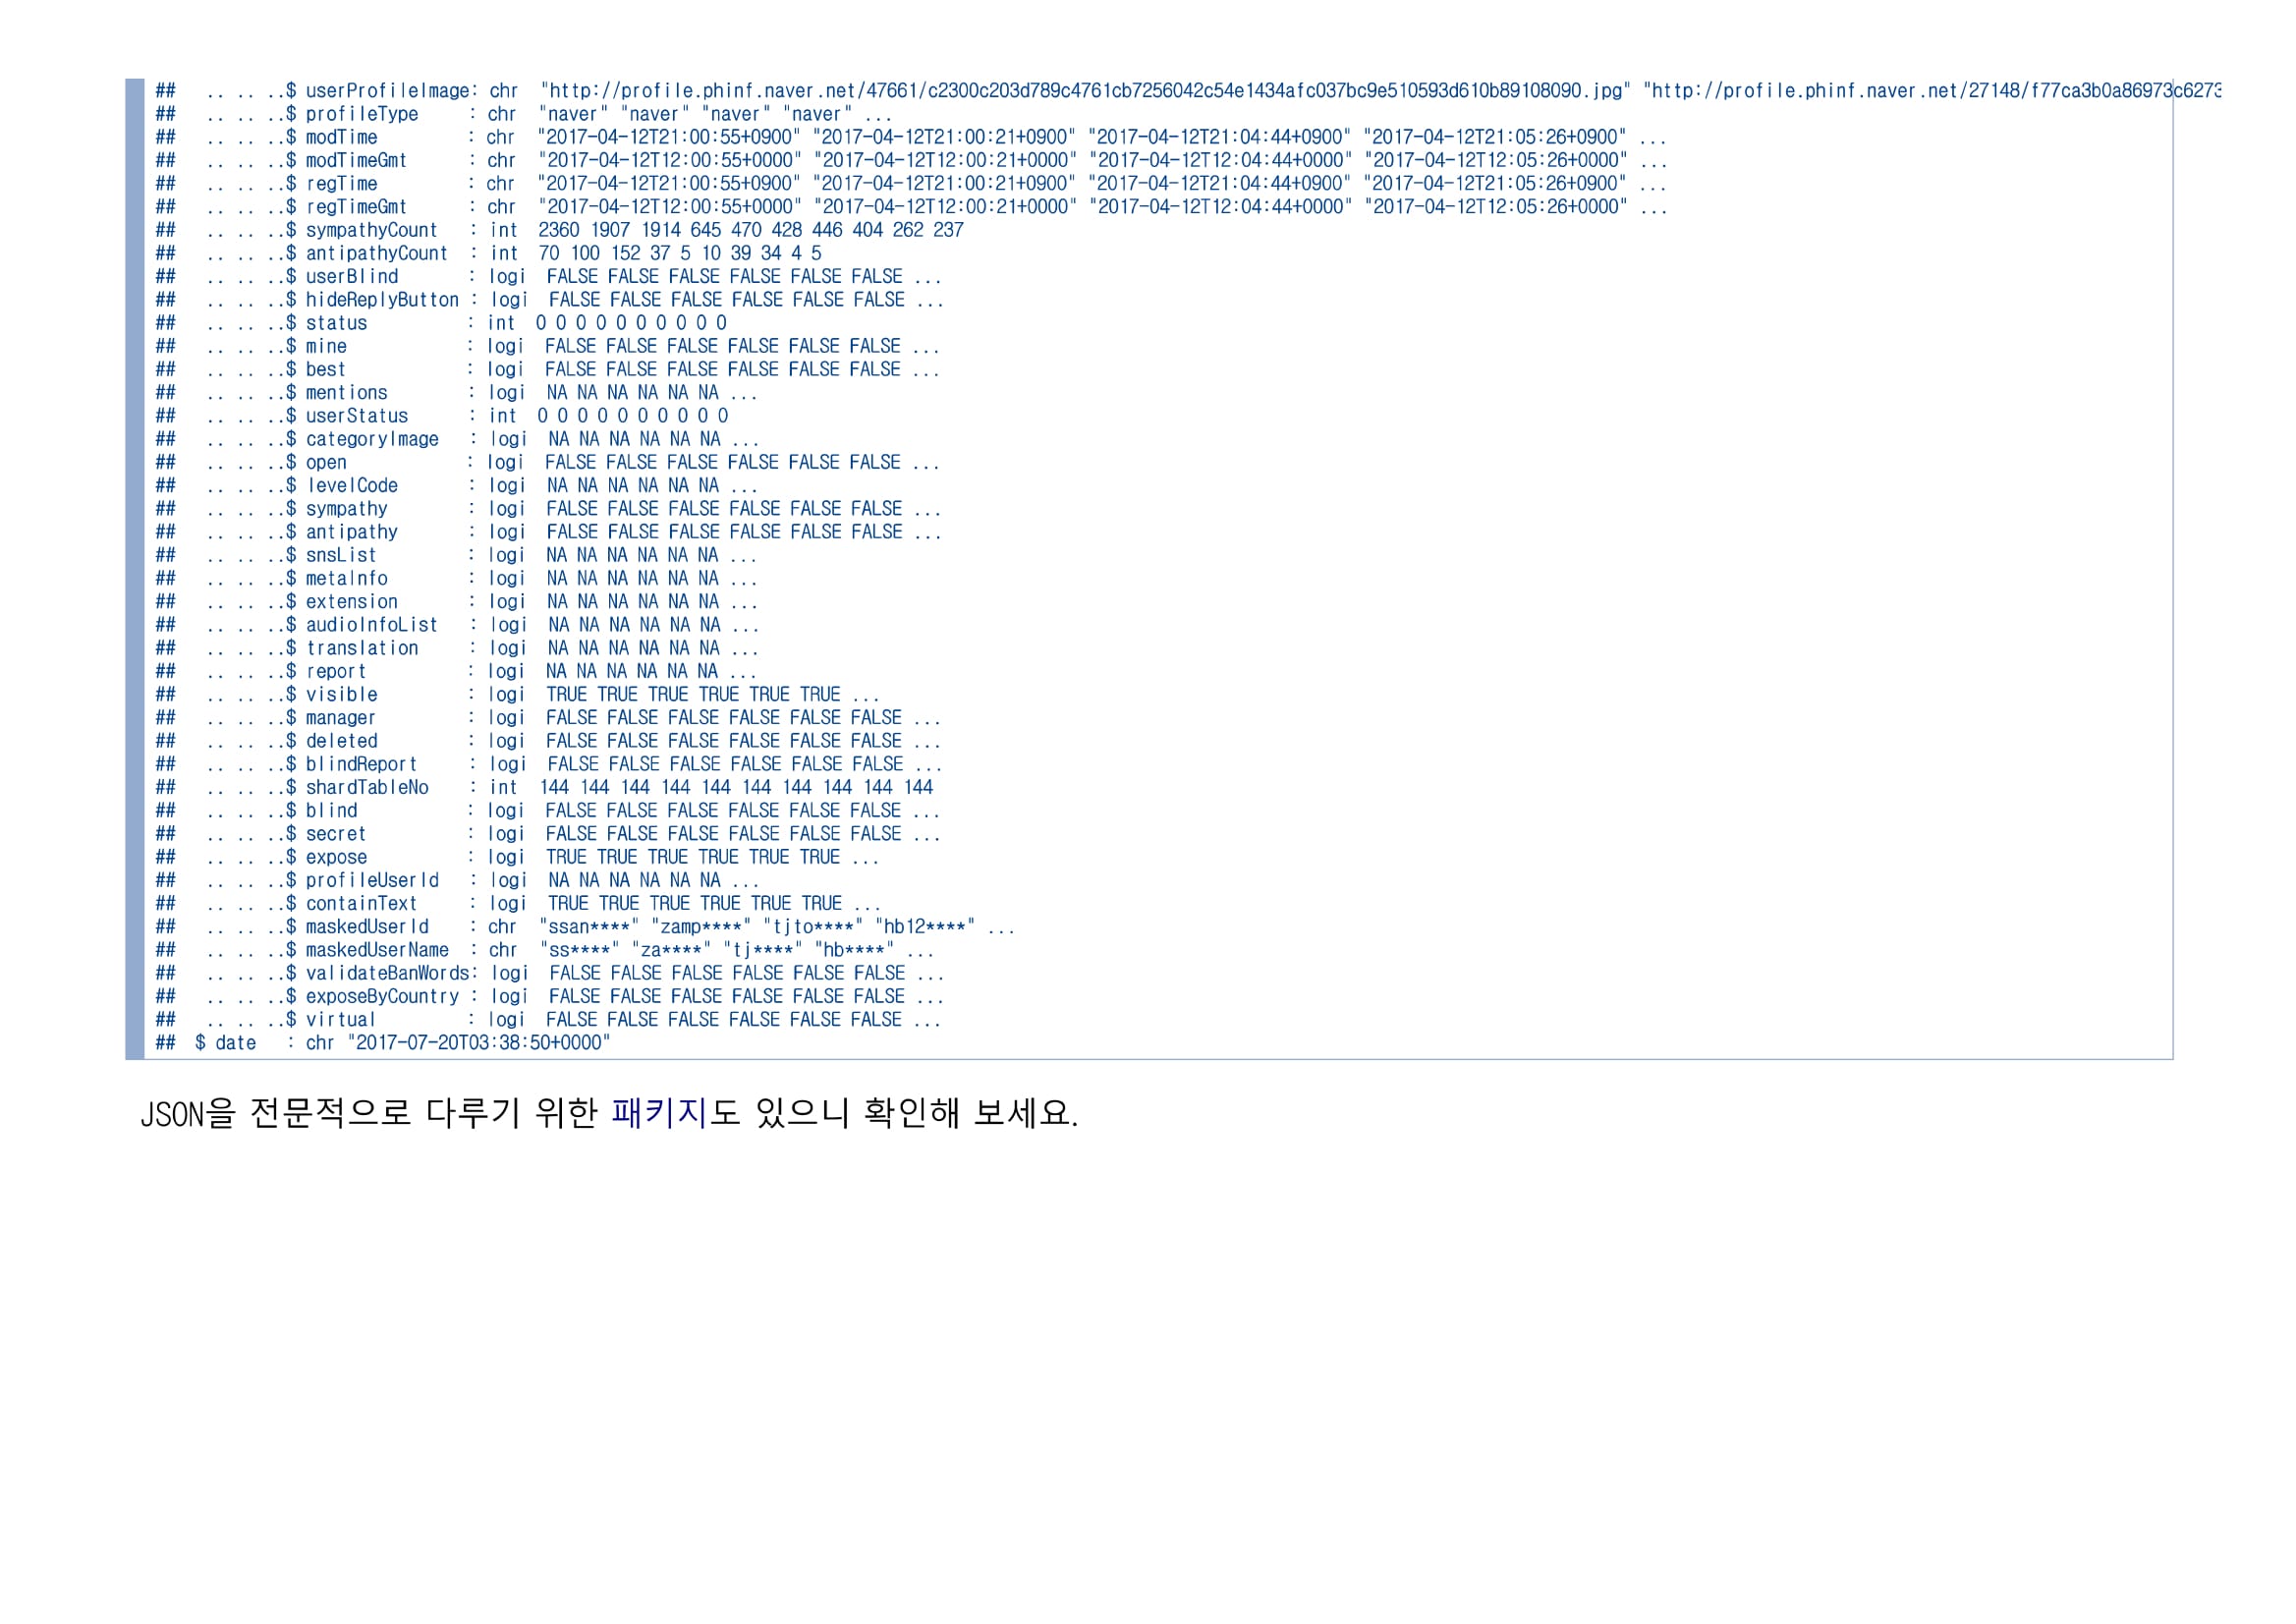 ##   .. .. ..$ userProfileImage: chr  "http://profile.phinf.naver.net/47661/c2300c203d789c4761cb7256042c54e1434afc037bc9e510593d610b89108090.jpg" "http://profile.phinf.naver.net/27148/f77ca3b0a86973c6273
##   .. .. ..$ profileType     : chr  "naver" "naver" "naver" "naver" ...
##   .. .. ..$ modTime         : chr  "2017-04-12T21:00:55+0900" "2017-04-12T21:00:21+0900" "2017-04-12T21:04:44+0900" "2017-04-12T21:05:26+0900" ...
##   .. .. ..$ modTimeGmt      : chr  "2017-04-12T12:00:55+0000" "2017-04-12T12:00:21+0000" "2017-04-12T12:04:44+0000" "2017-04-12T12:05:26+0000" ...
##   .. .. ..$ regTime         : chr  "2017-04-12T21:00:55+0900" "2017-04-12T21:00:21+0900" "2017-04-12T21:04:44+0900" "2017-04-12T21:05:26+0900" ...
##   .. .. ..$ regTimeGmt      : chr  "2017-04-12T12:00:55+0000" "2017-04-12T12:00:21+0000" "2017-04-12T12:04:44+0000" "2017-04-12T12:05:26+0000" ...
##   .. .. ..$ sympathyCount   : int  2360 1907 1914 645 470 428 446 404 262 237
##   .. .. ..$ antipathyCount  : int  70 100 152 37 5 10 39 34 4 5
##   .. .. ..$ userBlind       : logi  FALSE FALSE FALSE FALSE FALSE FALSE ...
##   .. .. ..$ hideReplyButton : logi  FALSE FALSE FALSE FALSE FALSE FALSE ...
##   .. .. ..$ status          : int  0 0 0 0 0 0 0 0 0 0
##   .. .. ..$ mine            : logi  FALSE FALSE FALSE FALSE FALSE FALSE ...
##   .. .. ..$ best            : logi  FALSE FALSE FALSE FALSE FALSE FALSE ...
##   .. .. ..$ mentions        : logi  NA NA NA NA NA NA ...
##   .. .. ..$ userStatus      : int  0 0 0 0 0 0 0 0 0 0
##   .. .. ..$ categoryImage   : logi  NA NA NA NA NA NA ...
##   .. .. ..$ open            : logi  FALSE FALSE FALSE FALSE FALSE FALSE ...
##   .. .. ..$ levelCode       : logi  NA NA NA NA NA NA ...
##   .. .. ..$ sympathy        : logi  FALSE FALSE FALSE FALSE FALSE FALSE ...
##   .. .. ..$ antipathy       : logi  FALSE FALSE FALSE FALSE FALSE FALSE ...
##   .. .. ..$ snsList         : logi  NA NA NA NA NA NA ...
##   .. .. ..$ metaInfo        : logi  NA NA NA NA NA NA ...
##   .. .. ..$ extension       : logi  NA NA NA NA NA NA ...
##   .. .. ..$ audioInfoList   : logi  NA NA NA NA NA NA ...
##   .. .. ..$ translation     : logi  NA NA NA NA NA NA ...
##   .. .. ..$ report          : logi  NA NA NA NA NA NA ...
##   .. .. ..$ visible         : logi  TRUE TRUE TRUE TRUE TRUE TRUE ...
##   .. .. ..$ manager         : logi  FALSE FALSE FALSE FALSE FALSE FALSE ...
##   .. .. ..$ deleted         : logi  FALSE FALSE FALSE FALSE FALSE FALSE ...
##   .. .. ..$ blindReport     : logi  FALSE FALSE FALSE FALSE FALSE FALSE ...
##   .. .. ..$ shardTableNo    : int  144 144 144 144 144 144 144 144 144 144
##   .. .. ..$ blind           : logi  FALSE FALSE FALSE FALSE FALSE FALSE ...
##   .. .. ..$ secret          : logi  FALSE FALSE FALSE FALSE FALSE FALSE ...
##   .. .. ..$ expose          : logi  TRUE TRUE TRUE TRUE TRUE TRUE ...
##   .. .. ..$ profileUserId   : logi  NA NA NA NA NA NA ...
##   .. .. ..$ containText     : logi  TRUE TRUE TRUE TRUE TRUE TRUE ...
##   .. .. ..$ maskedUserId    : chr  "ssan****" "zamp****" "tjto****" "hb12****" ...
##   .. .. ..$ maskedUserName  : chr  "ss****" "za****" "tj****" "hb****" ...
##   .. .. ..$ validateBanWords: logi  FALSE FALSE FALSE FALSE FALSE FALSE ...
##   .. .. ..$ exposeByCountry : logi  FALSE FALSE FALSE FALSE FALSE FALSE ...
##   .. .. ..$ virtual         : logi  FALSE FALSE FALSE FALSE FALSE FALSE ...
##  $ date   : chr "2017-07-20T03:38:50+0000"
JSON을 전문적으로 다루기 위한 패키지도 있으니 확인해 보세요.